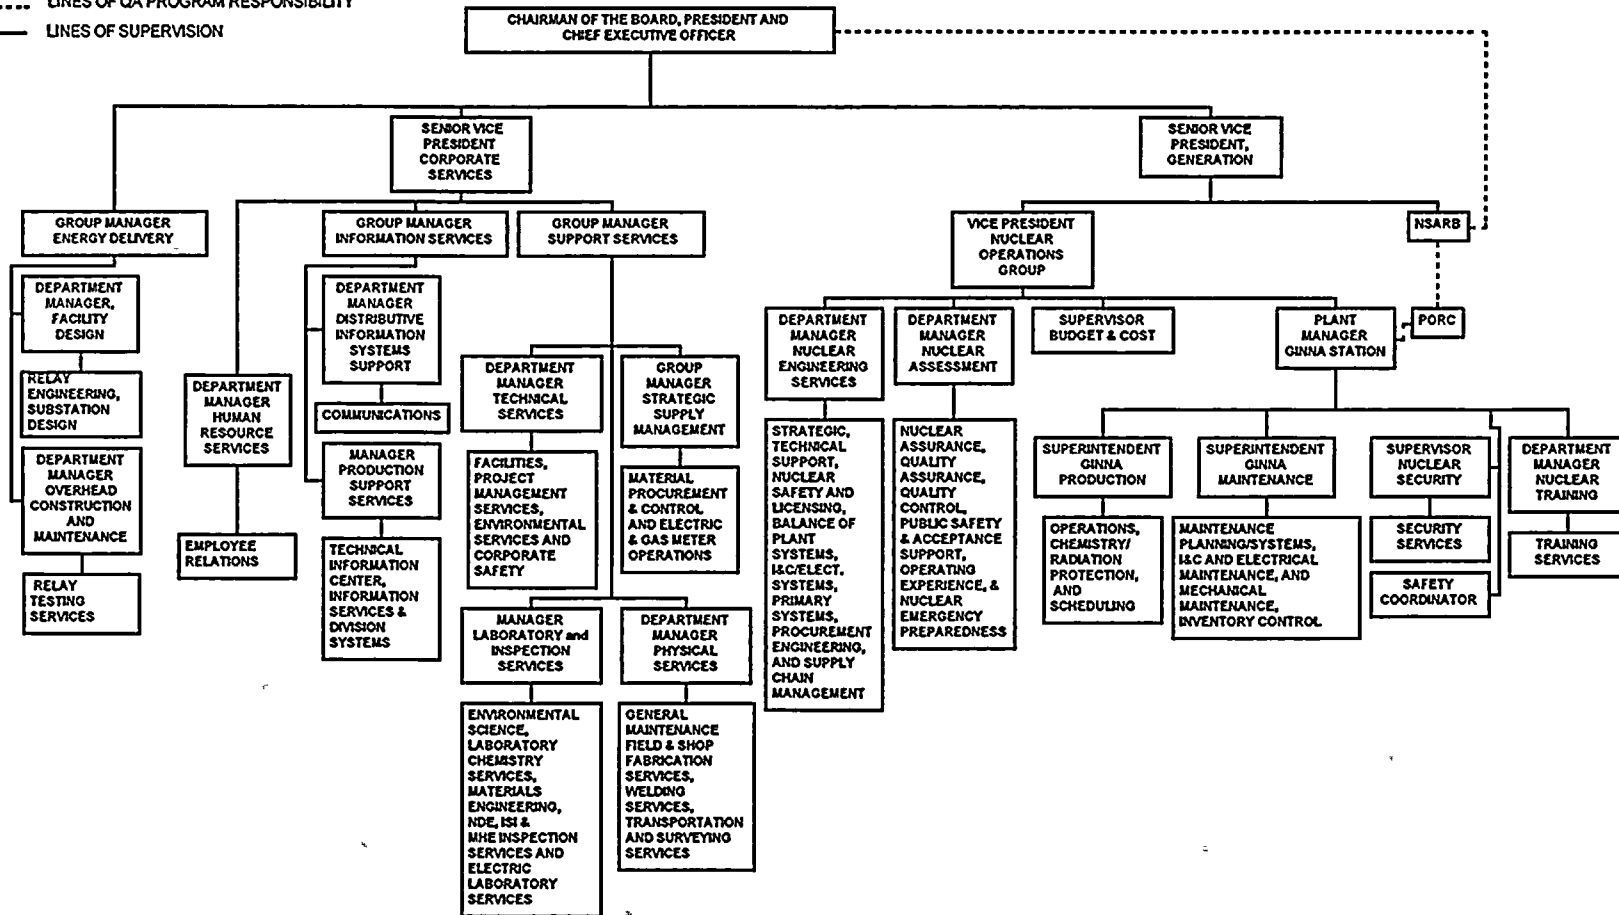 LINES OF QA PROGRAM RESPONSIBILITY
LINES OF SUPERVISION
CHAIRMAN OF THE BOARD, PRESIDENT AND
CHIEF EXECUTIVE OFFICER
SENIOR VICE
PRESIDENT
CORPORATE
SERVICES
SENIOR VICE
PRESIDENT,
GENERATION
GROUP MANAGER
ENERGY DELIVERY
GROUP MANAGER
INFORMATION SERVICES
GROUP MANAGER
SUPPORT SERVICES
VICE PRESIDENT
NUCLEAR
OPERATIONS
GROUP
NSARB
DEPARTMENT
MANAGER,
FACILITY
DESIGN
RELAY
ENGINEERING,
SUBSTATION
DESIGN
DEPARTMENT
MANAGER
OVERHEAD
CONSTRUCTION
AND
MAINTENANCE
RELAY
TESTING
SERVICES
DEPARTMENT
MANAGER
HUMAN
RESOURCE
SERVICES
EMPLOYEE
RELATIONS
DEPARTMENT
MANAGER
DISTRIBUTIVE
INFORMATION
SYSTEMS
SUPPORT
COMMUNICATIONS
MANAGER
PRODUCTION
SUPPORT
SERVICES
TECHNICAL
INFORMATION
CENTER,
INFORMATION
SERVICES &
DIVISION
SYSTEMS
DEPARTMENT
MANAGER
TECHNICAL
SERVICES
FACILITIES,
PROJECT
MANAGEMENT
SERVICES,
ENVIRONMENTAL
SERVICES AND
CORPORATE
SAFETY
GROUP
MANAGER
STRATEGIC
SUPPLY
MANAGEMENT
MATERIAL
PROCUREMENT
& CONTROL
AND ELECTRIC
& GAS METER
OPERATIONS
MANAGER
LABORATORY and
INSPECTION
SERVICES
ENVIRONMENTAL
SCIENCE,
LABORATORY
CHEMISTRY
SERVICES,
MATERIALS
ENGINEERING,
NDE, ISI &
MHE INSPECTION
SERVICES AND
ELECTRIC
LABORATORY
SERVICES
DEPARTMENT
MANAGER
PHYSICAL
SERVICES
GENERAL
MAINTENANCE
FIELD & SHOP
FABRICATION
SERVICES,
WELDING
SERVICES,
TRANSPORTATION
AND SURVEYING
SERVICES
DEPARTMENT
MANAGER
NUCLEAR
ENGINEERING
SERVICES
STRATEGIC,
TECHNICAL
SUPPORT,
NUCLEAR
SAFETY AND
LICENSING,
BALANCE OF
PLANT
SYSTEMS,
I&C/ELECT.
SYSTEMS,
PRIMARY
SYSTEMS,
PROCUREMENT
ENGINEERING,
AND SUPPLY
CHAIN
MANAGEMENT
DEPARTMENT
MANAGER
NUCLEAR
ASSESSMENT
NUCLEAR
ASSURANCE,
QUALITY
ASSURANCE,
QUALITY
CONTROL,
PUBLIC SAFETY
& ACCEPTANCE
SUPPORT,
OPERATING
EXPERIENCE, &
NUCLEAR
EMERGENCY
PREPAREDNESS
SUPERVISOR
BUDGET & COST
PLANT
MANAGER
GINNA STATION
PORC
SUPERINTENDENT
GINNA
PRODUCTION
OPERATIONS,
CHEMISTRY/
RADIATION
PROTECTION,
AND
SCHEDULING
SUPERINTENDENT
GINNA
MAINTENANCE
MAINTENANCE
PLANNING/SYSTEMS,
I&C AND ELECTRICAL
MAINTENANCE, AND
MECHANICAL
MAINTENANCE,
INVENTORY CONTROL
SUPERVISOR
NUCLEAR
SECURITY
SECURITY
SERVICES
SAFETY
COORDINATOR
DEPARTMENT
MANAGER
NUCLEAR
TRAINING
TRAINING
SERVICES